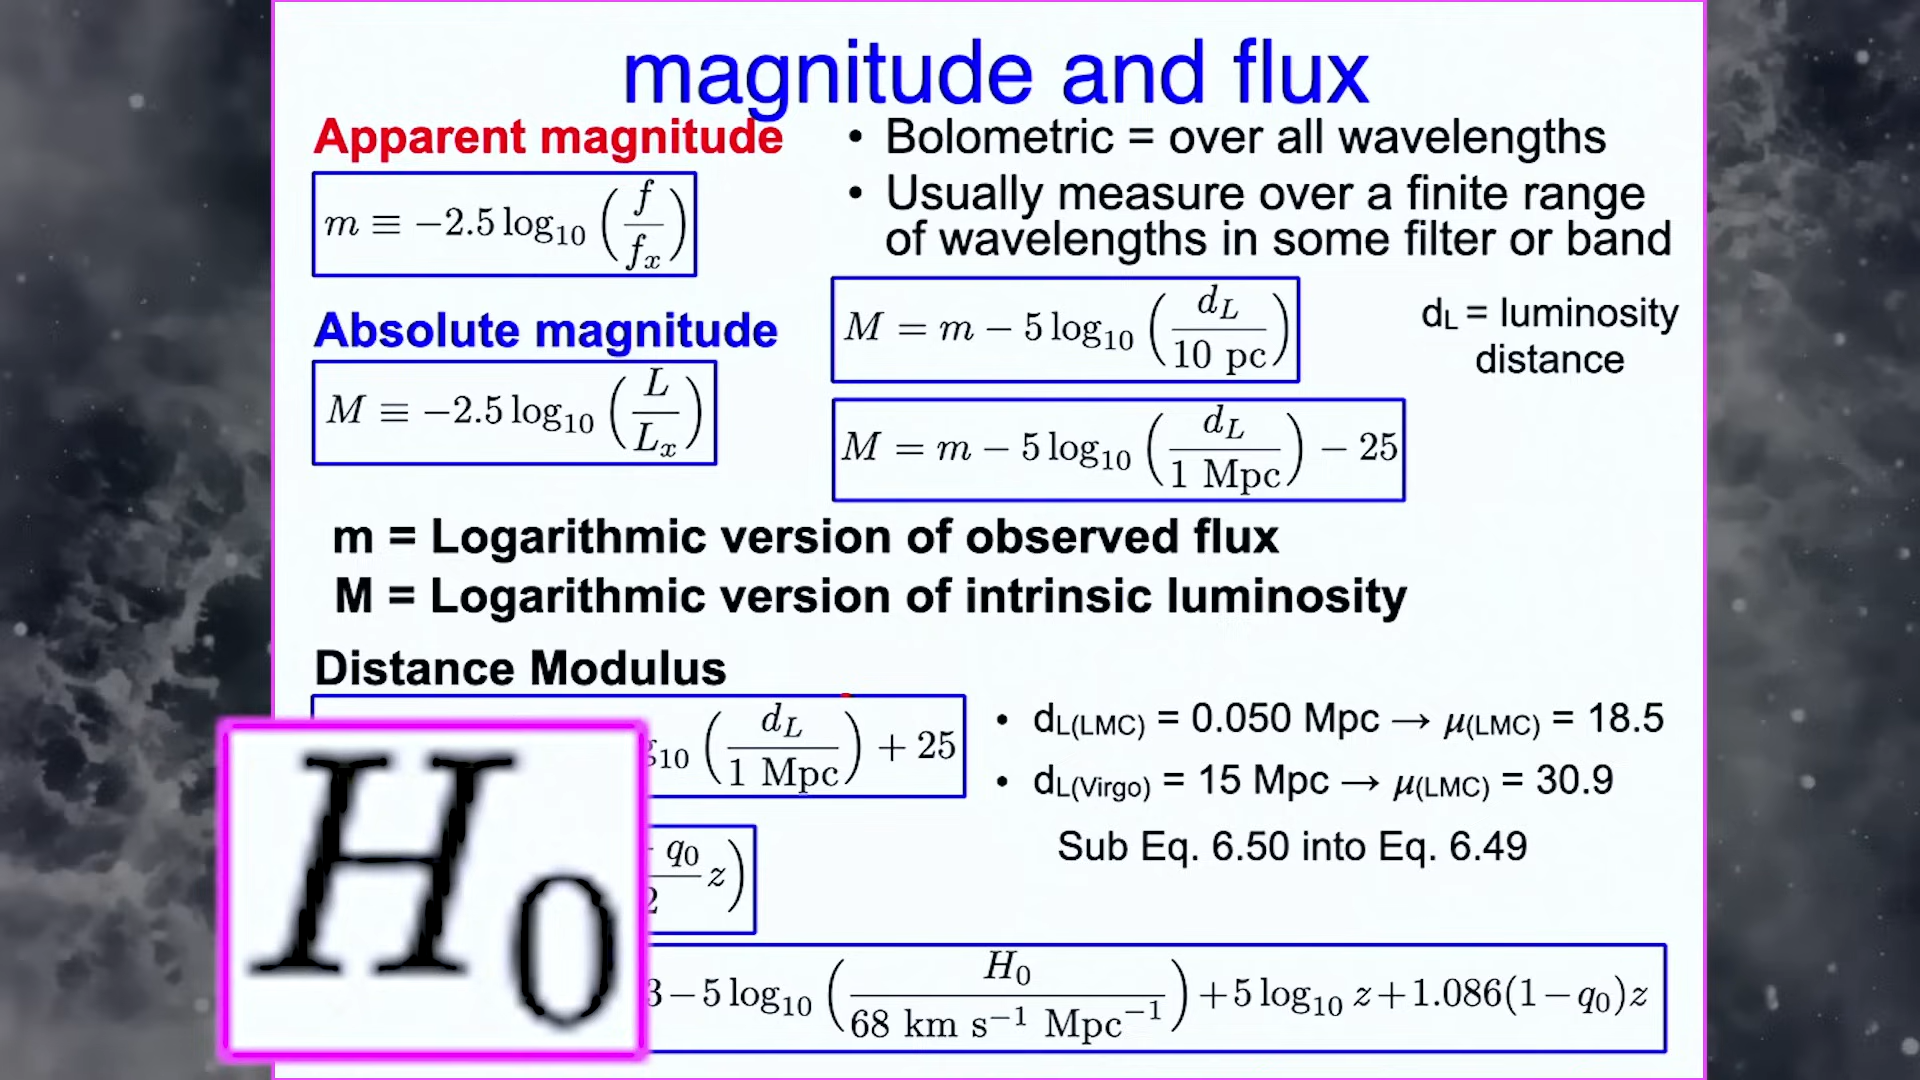 magnitude and flux
Apparent magnitude
m ≡ −2.5 log₁₀ (f / fₓ)
• Bolometric = over all wavelengths
• Usually measure over a finite range
of wavelengths in some filter or band
Absolute magnitude
M ≡ −2.5 log₁₀ (L / Lₓ)
M = m − 5 log₁₀ (d_L / 10 pc)
d_L = luminosity
distance
M = m − 5 log₁₀ (d_L / 1 Mpc) − 25
m = Logarithmic version of observed flux
M = Logarithmic version of intrinsic luminosity
Distance Modulus
₁₀ (d_L / 1 Mpc) + 25
• d_L(LMC) = 0.050 Mpc → μ(LMC) = 18.5
• d_L(Virgo) = 15 Mpc → μ(LMC) = 30.9
Sub Eq. 6.50 into Eq. 6.49
q₀ / 2 z)
H₀
3 − 5 log₁₀ (H₀ / 68 km s⁻¹ Mpc⁻¹) + 5 log₁₀ z + 1.086(1 − q₀)z